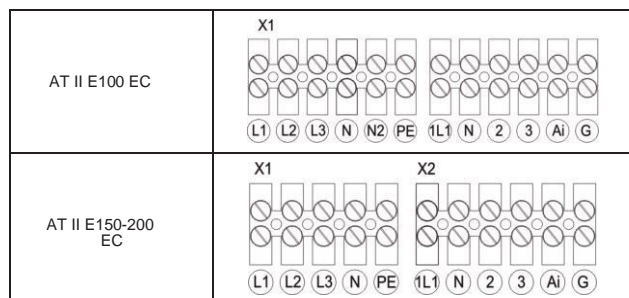 X1
AT II E100 EC
L1 L2 L3 N N2 PE 1L1 N 2 3 Ai G
X1 X2
AT II E150-200
EC
L1 L2 L3 N PE 1L1 N 2 3 Ai G